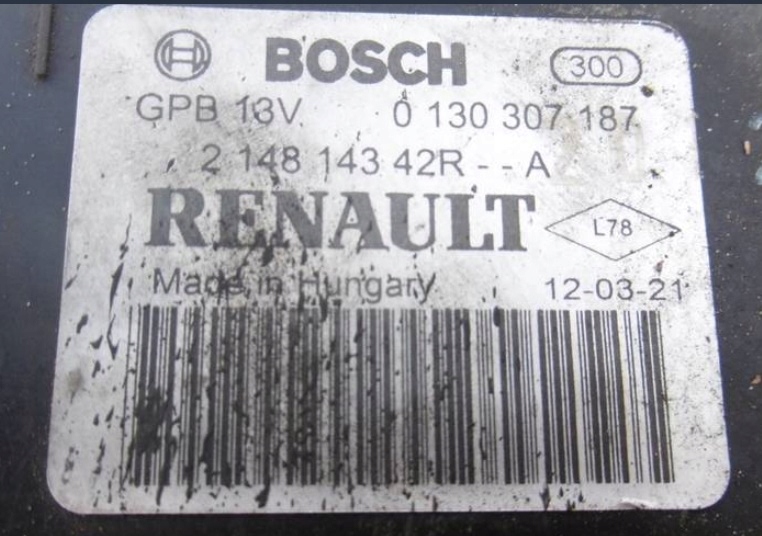 BOSCH 300
GPB 13V 0 130 307 187
2 148 143 42R - - A
RENAULT L78
Made in Hungary 12-03-21